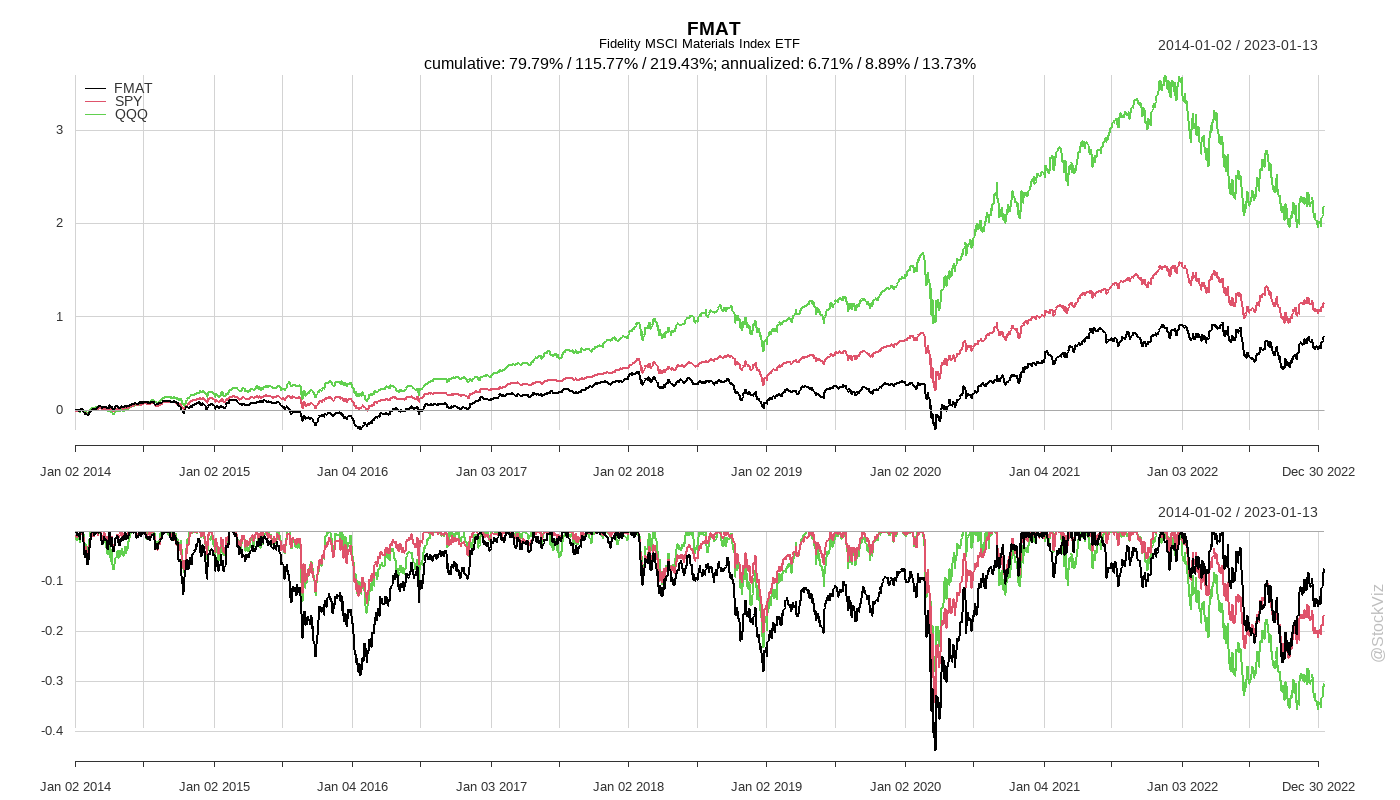 FMAT
Fidelity MSCI Materials Index ETF
2014-01-02 / 2023-01-13
cumulative: 79.79% / 115.77% / 219.43%; annualized: 6.71% / 8.89% / 13.73%
FMAT
SPY
QQQ
3
2
1
0
Jan 02 2014 Jan 02 2015 Jan 04 2016 Jan 03 2017 Jan 02 2018 Jan 02 2019 Jan 02 2020 Jan 04 2021 Jan 03 2022 Dec 30 2022
2014-01-02 / 2023-01-13
-0.1
-0.2
-0.3
-0.4
Jan 02 2014 Jan 02 2015 Jan 04 2016 Jan 03 2017 Jan 02 2018 Jan 02 2019 Jan 02 2020 Jan 04 2021 Jan 03 2022 Dec 30 2022
@StockViz